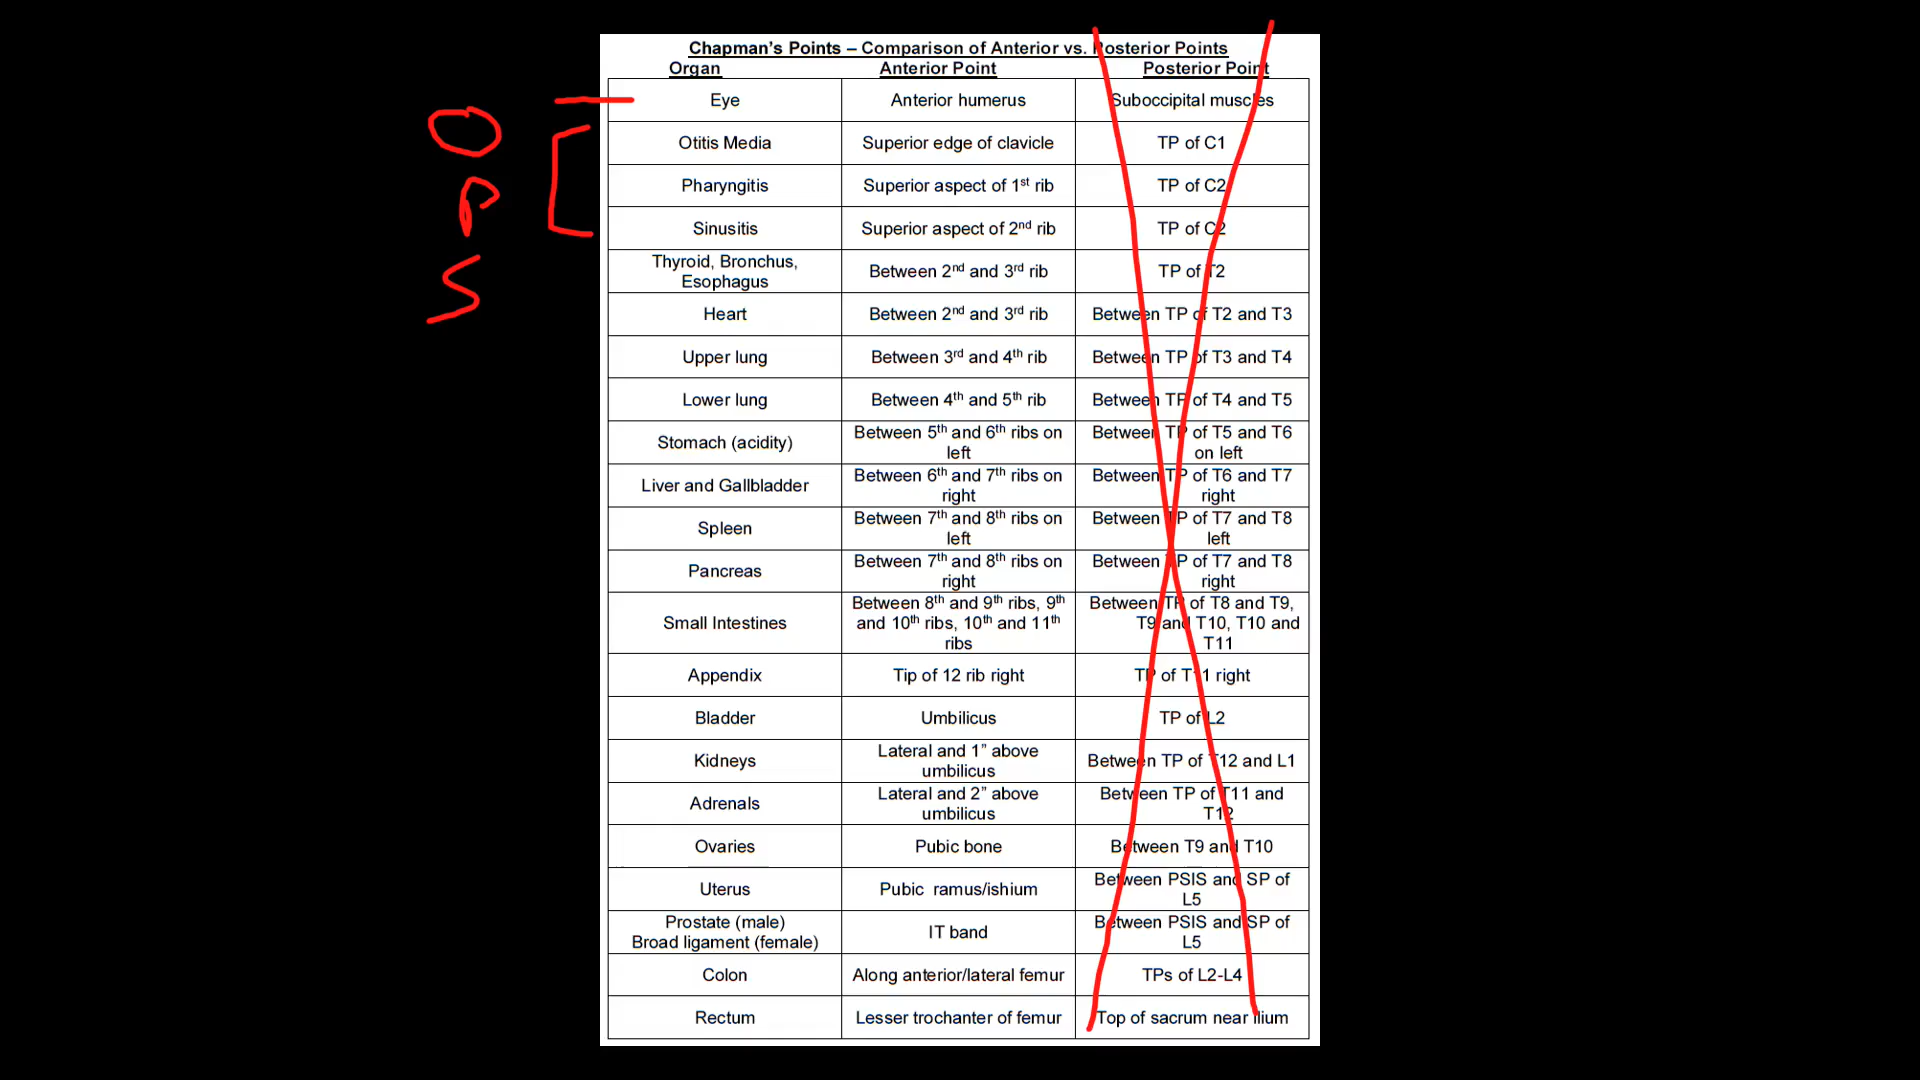 Chapman's Points – Comparison of Anterior vs. Posterior Points
Organ Anterior Point Posterior Point
Eye Anterior humerus Suboccipital muscles
O
Otitis Media Superior edge of clavicle TP of C1
P
Pharyngitis Superior aspect of 1st rib TP of C2
Sinusitis Superior aspect of 2nd rib TP of C2
S
Thyroid, Bronchus,
Esophagus Between 2nd and 3rd rib TP of T2
Heart Between 2nd and 3rd rib Between TP of T2 and T3
Upper lung Between 3rd and 4th rib Between TP of T3 and T4
Lower lung Between 4th and 5th rib Between TP of T4 and T5
Stomach (acidity) Between 5th and 6th ribs on
left Between TP of T5 and T6
on left
Liver and Gallbladder Between 6th and 7th ribs on
right Between TP of T6 and T7
right
Spleen Between 7th and 8th ribs on
left Between TP of T7 and T8
left
Pancreas Between 7th and 8th ribs on
right Between TP of T7 and T8
right
Small Intestines Between 8th and 9th ribs, 9th
and 10th ribs, 10th and 11th
ribs Between TP of T8 and T9,
T9 and T10, T10 and
T11
Appendix Tip of 12 rib right TP of T11 right
Bladder Umbilicus TP of L2
Kidneys Lateral and 1” above
umbilicus Between TP of T12 and L1
Adrenals Lateral and 2” above
umbilicus Between TP of T11 and
T12
Ovaries Pubic bone Between T9 and T10
Uterus Pubic ramus/ishium Between PSIS and SP of
L5
Prostate (male)
Broad ligament (female) IT band Between PSIS and SP of
L5
Colon Along anterior/lateral femur TPs of L2-L4
Rectum Lesser trochanter of femur Top of sacrum near ilium